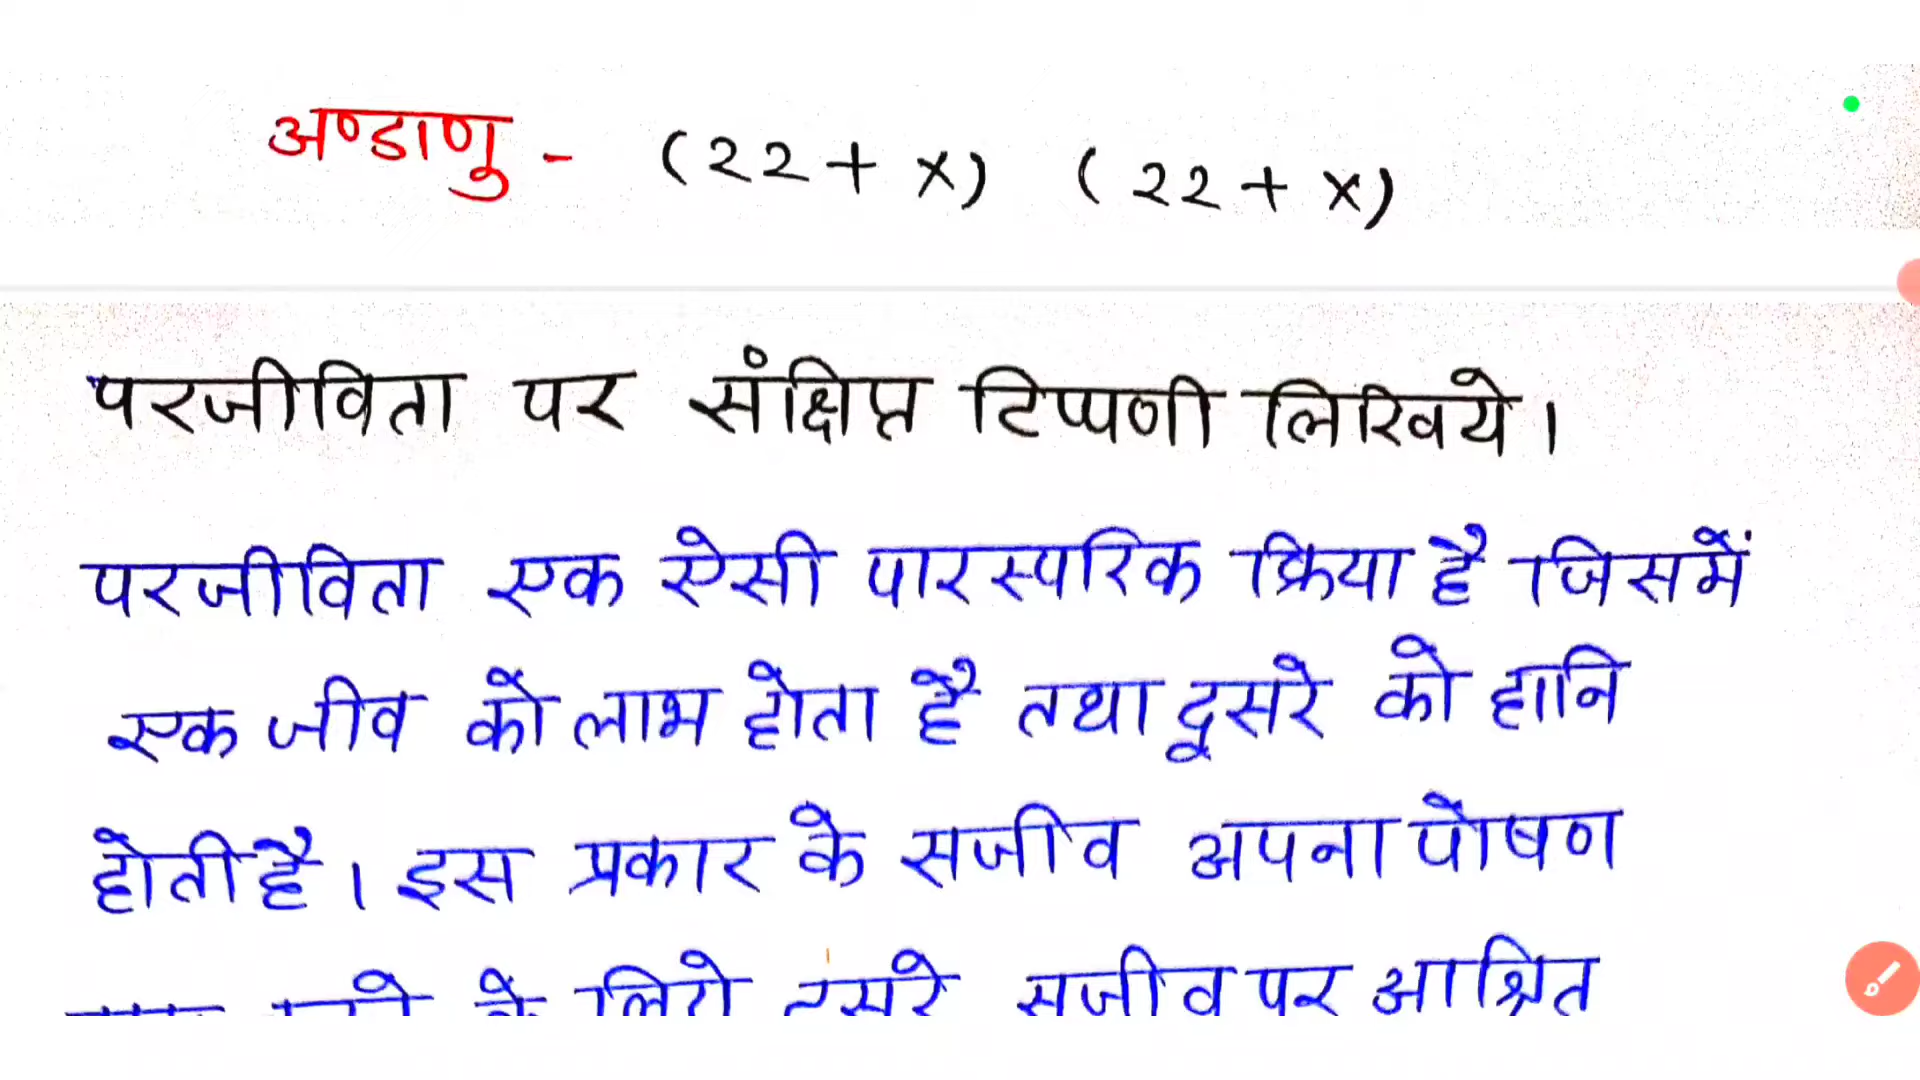 अण्डाणु - (22 + x) (22 + x)
परजीविता पर संक्षिप्त टिप्पणी लिखिये।
परजीविता एक ऐसी पारस्परिक क्रिया है जिसमें
एक जीव को लाभ होता है तथा दूसरे को हानि
होती है। इस प्रकार के सजीव अपना पोषण
के लिये दूसरे सजीव पर आश्रित